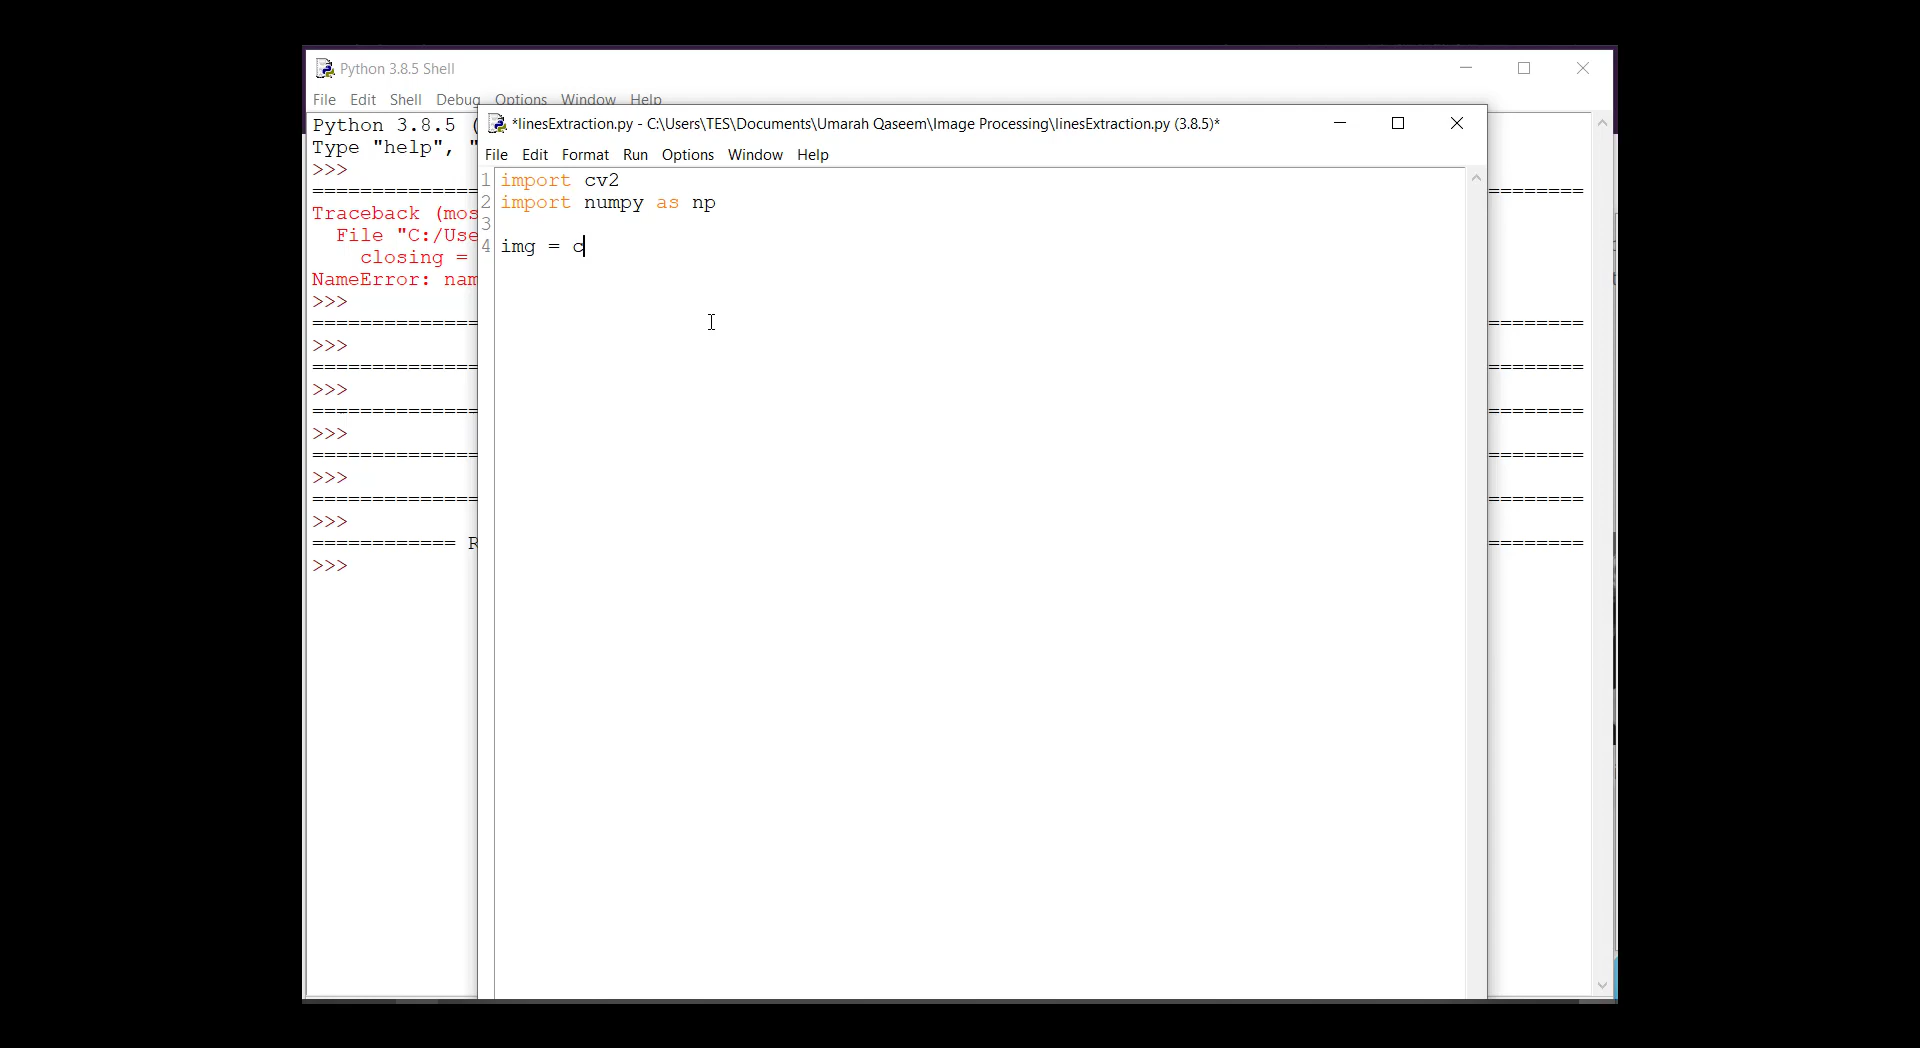 Python 3.8.5 Shell
File Edit Shell Debug Options Window Help
Python 3.8.5 (
Type "help", "
>>>
==============
Traceback (mos
File "C:/Use
closing =
NameError: nam
>>>
==============
>>>
==============
>>>
==============
>>>
==============
>>>
==============
>>>
============ R
>>>
========
========
========
========
========
========
========
*linesExtraction.py - C:\Users\TES\Documents\Umarah Qaseem\Image Processing\linesExtraction.py (3.8.5)*
File Edit Format Run Options Window Help
1 import cv2
2 import numpy as np
3
4 img = c